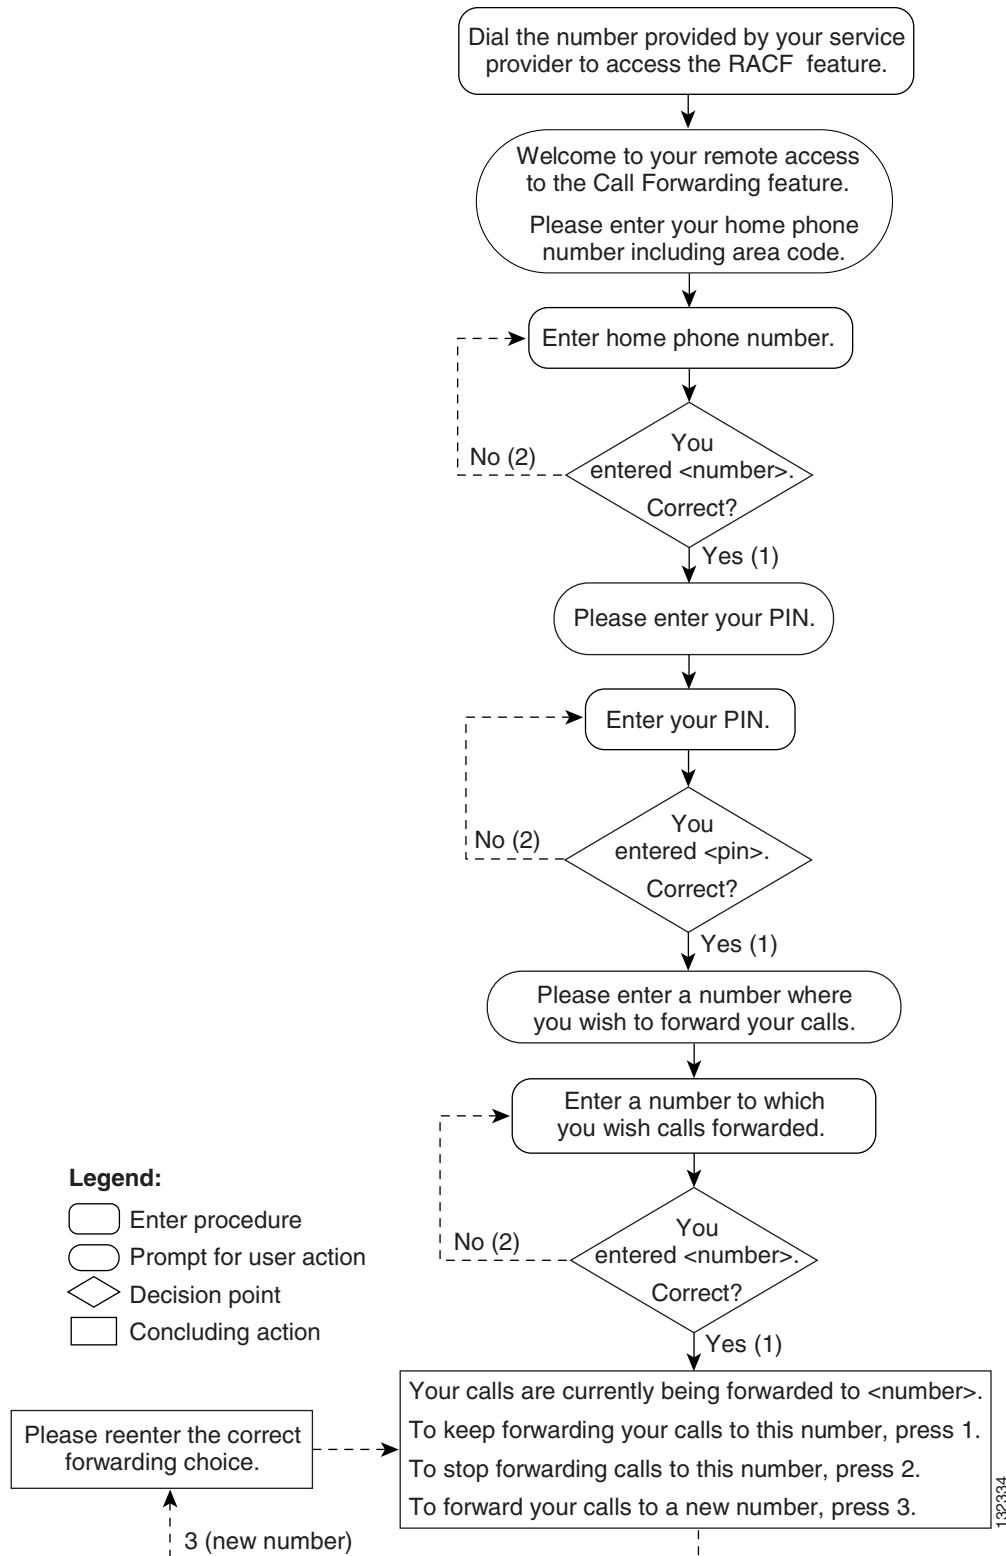 Dial the number provided by your service
provider to access the RACF feature.
Welcome to your remote access
to the Call Forwarding feature.
Please enter your home phone
number including area code.
Enter home phone number.
You
entered <number>.
Correct?
No (2)
Yes (1)
Please enter your PIN.
Enter your PIN.
You
entered <pin>.
Correct?
No (2)
Yes (1)
Please enter a number where
you wish to forward your calls.
Enter a number to which
you wish calls forwarded.
You
entered <number>.
Correct?
No (2)
Yes (1)
Legend:
Enter procedure
Prompt for user action
Decision point
Concluding action
Your calls are currently being forwarded to <number>.
To keep forwarding your calls to this number, press 1.
To stop forwarding calls to this number, press 2.
To forward your calls to a new number, press 3.
Please reenter the correct
forwarding choice.
3 (new number)
132334